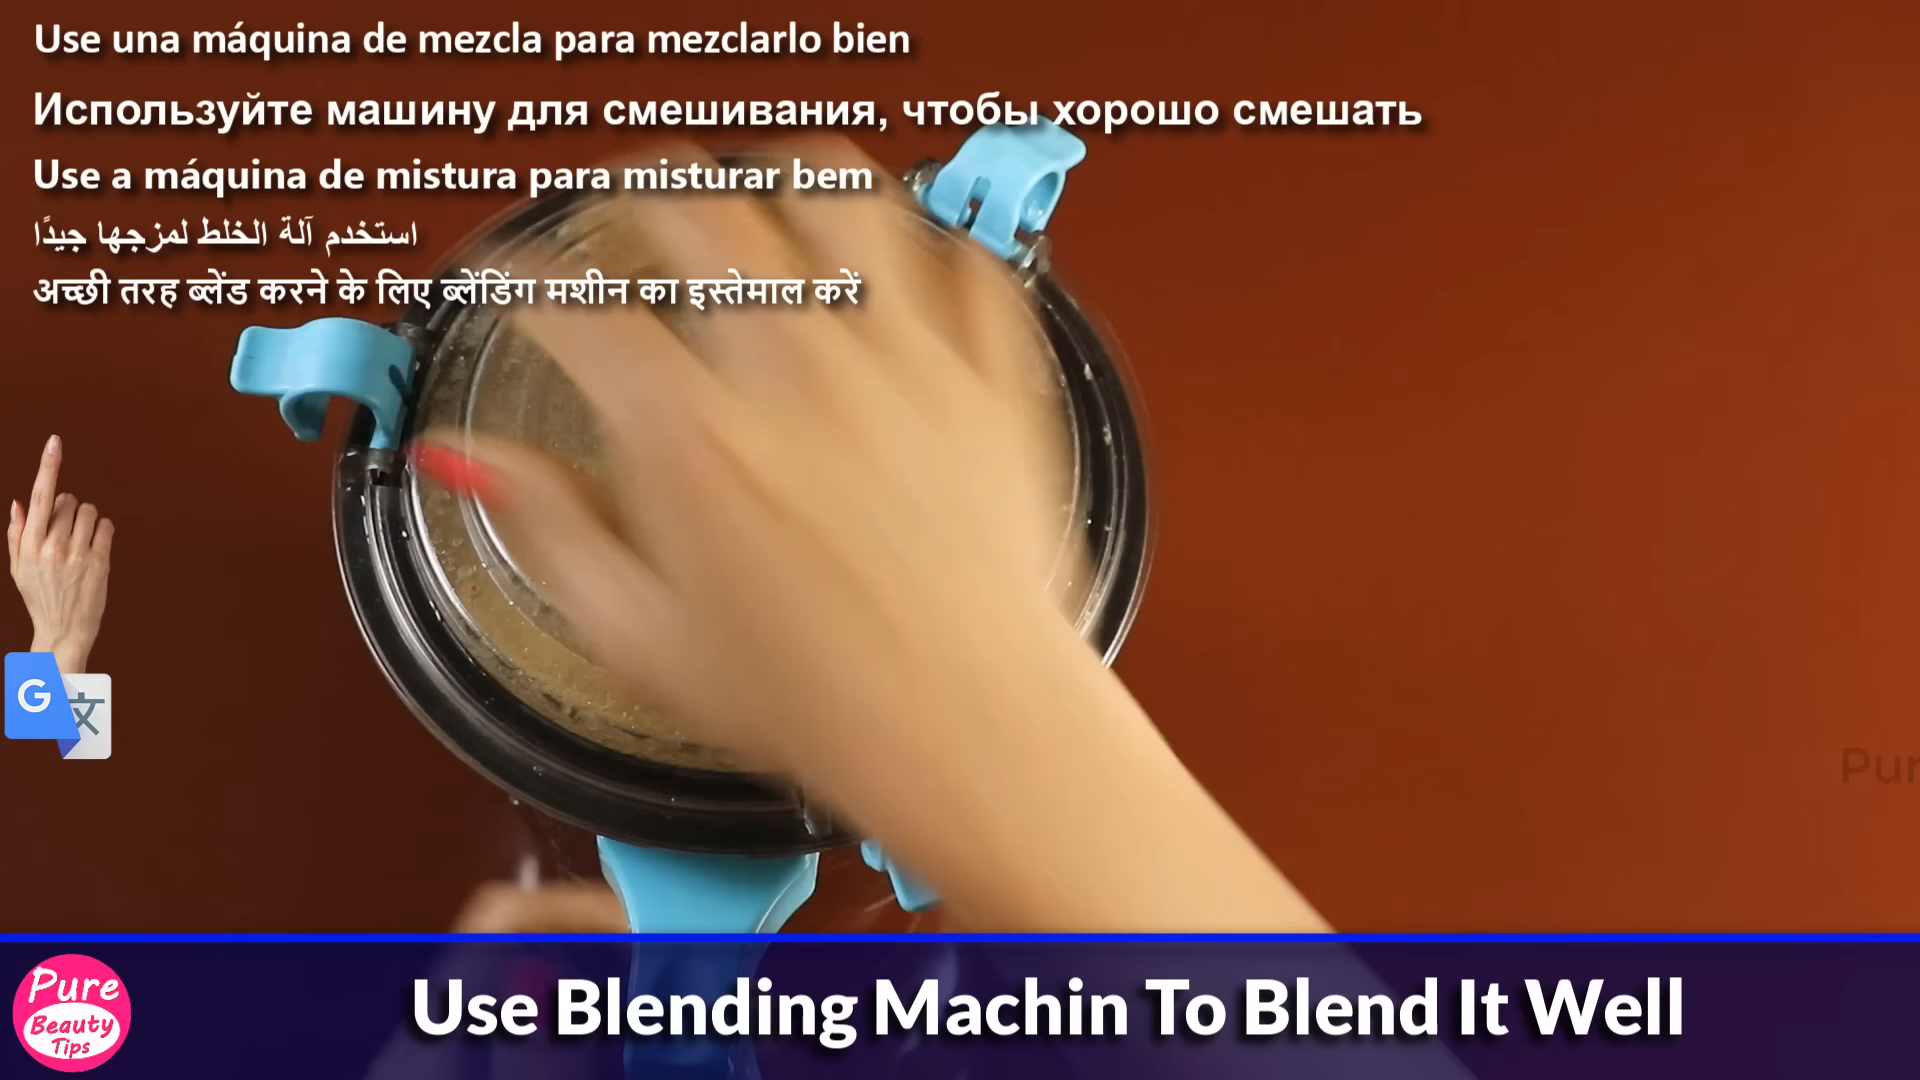 Use una máquina de mezcla para mezclarlo bien
Используйте машину для смешивания, чтобы хорошо смешать
Use a máquina de mistura para misturar bem
استخدم آلة الخلط لمزجها جيدًا
अच्छी तरह ब्लेंड करने के लिए ब्लेंडिंग मशीन का इस्तेमाल करें
G 文
Pur
Pure
Beauty
Tips
Use Blending Machin To Blend It Well